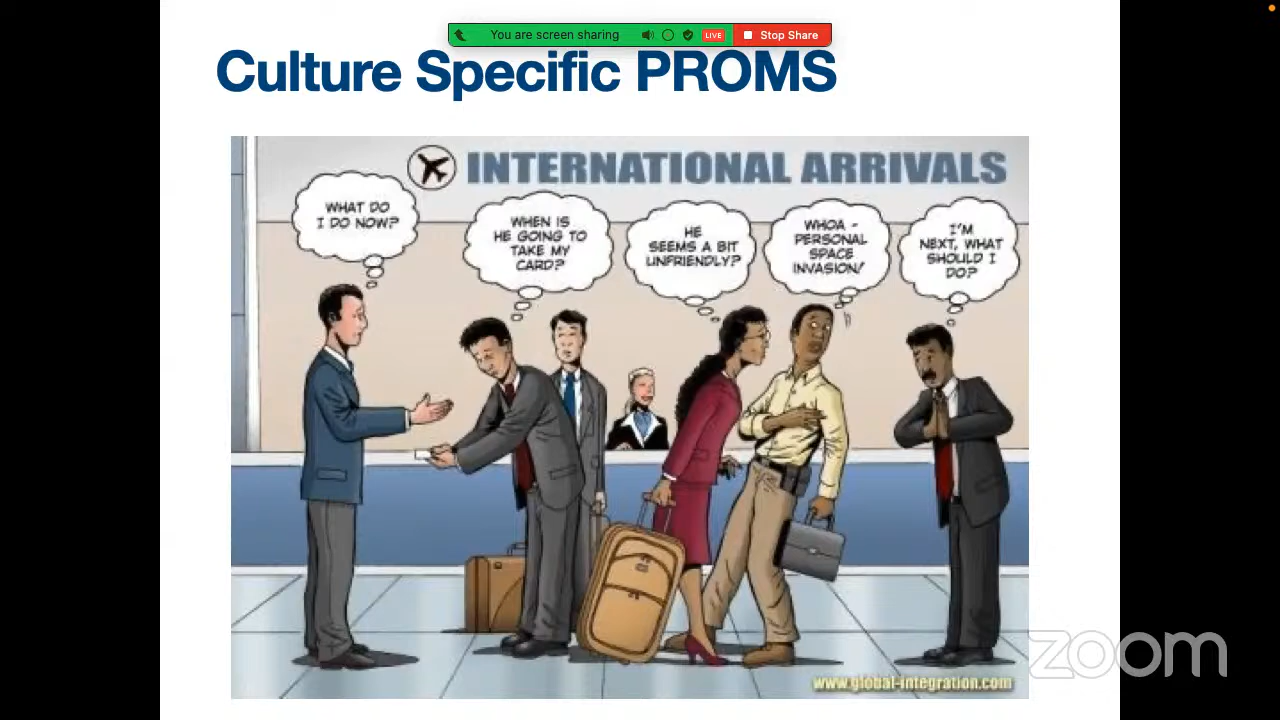 You are screen sharing
LIVE
Stop Share
Culture Specific PROMS
INTERNATIONAL ARRIVALS
WHAT DO
I DO NOW?
WHEN IS
HE GOING TO
TAKE MY
CARD?
HE
SEEMS A BIT
UNFRIENDLY?
WHOA -
PERSONAL
SPACE
INVASION!
I'M
NEXT, WHAT
SHOULD I
DO?
zoom
www.global-integration.com